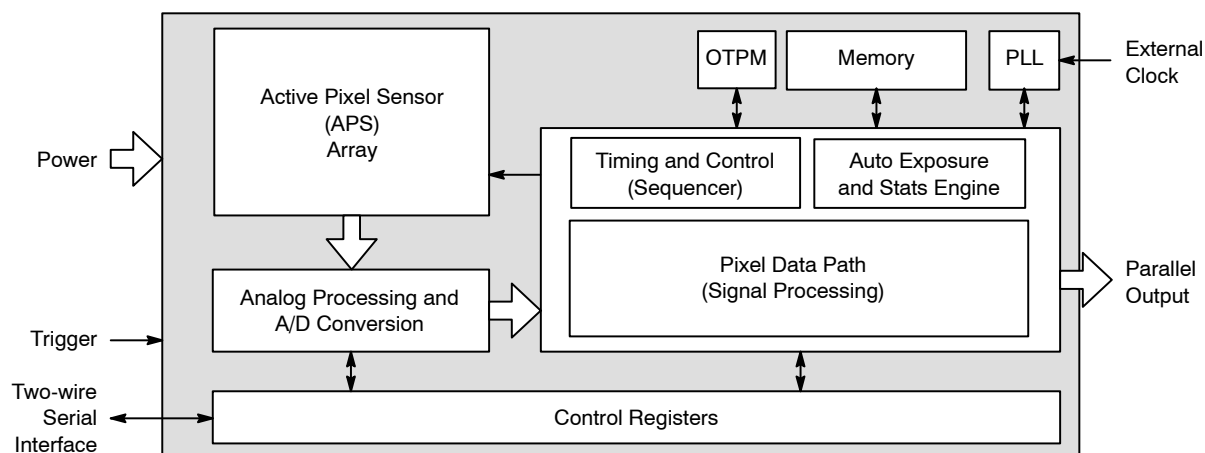 Active Pixel Sensor
(APS)
Array
OTPM
Memory
PLL
External
Clock
Power
Timing and Control
(Sequencer)
Auto Exposure
and Stats Engine
Pixel Data Path
(Signal Processing)
Parallel
Output
Analog Processing and
A/D Conversion
Trigger
Two-wire
Serial
Interface
Control Registers